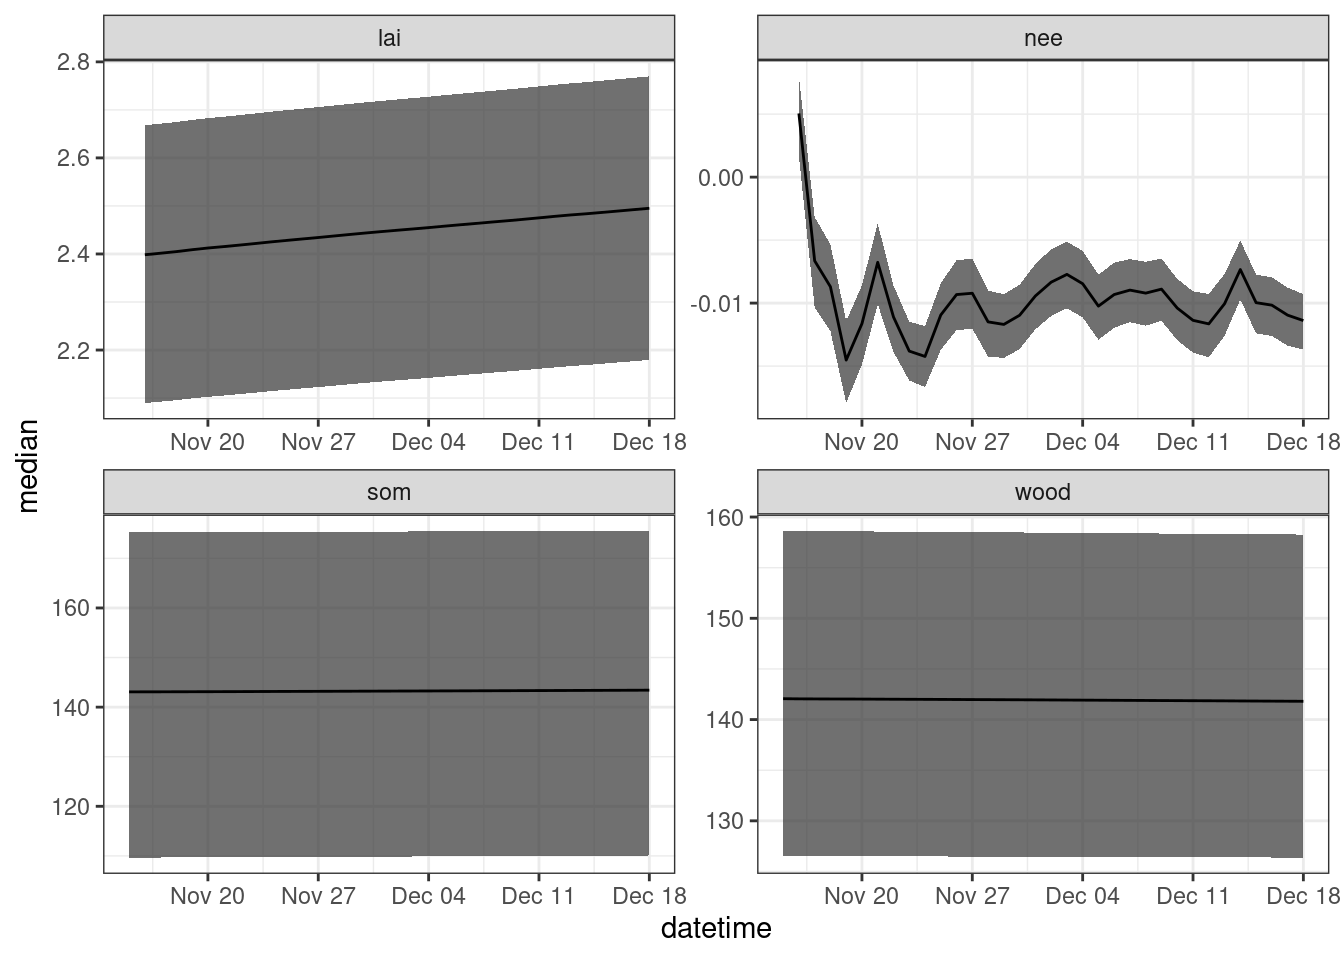 lai
nee
2.8
2.6
2.4
2.2
0.00
-0.01
Nov 20 Nov 27 Dec 04 Dec 11 Dec 18
Nov 20 Nov 27 Dec 04 Dec 11 Dec 18
median
som
wood
160
140
120
160
150
140
130
Nov 20 Nov 27 Dec 04 Dec 11 Dec 18
Nov 20 Nov 27 Dec 04 Dec 11 Dec 18
datetime